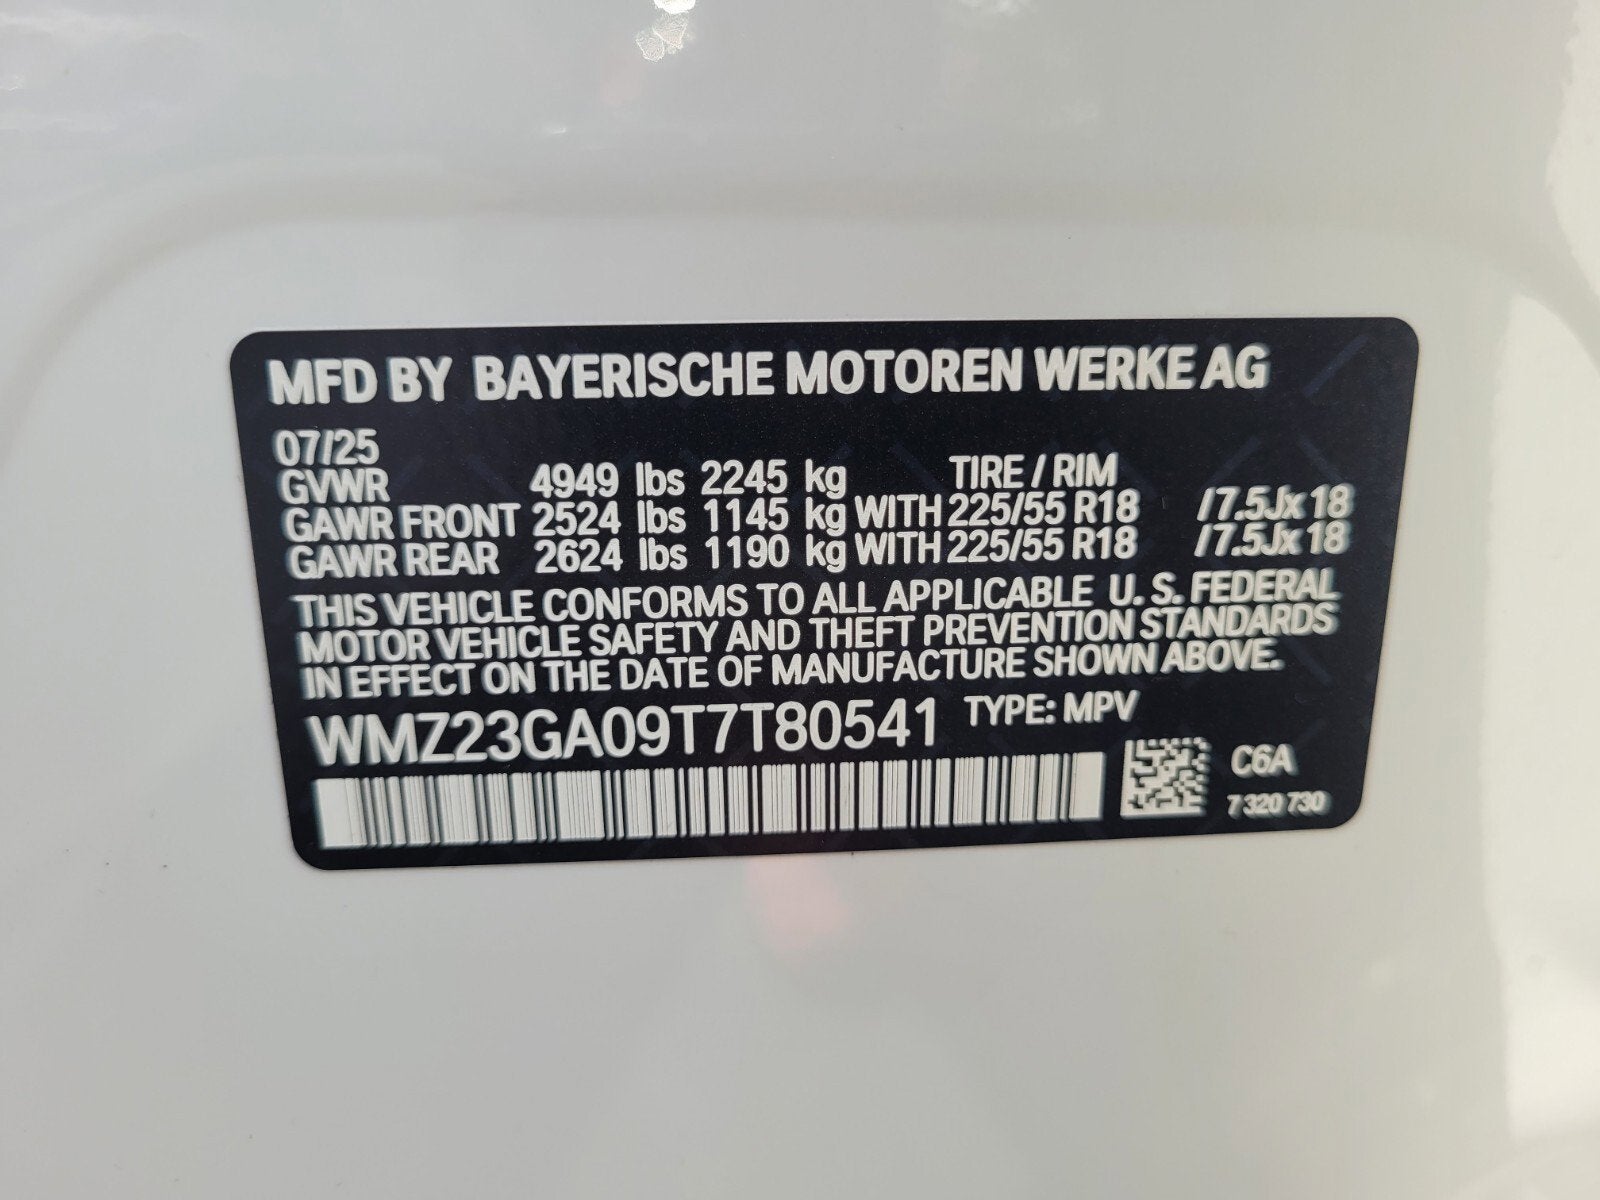 MFD BY BAYERISCHE MOTOREN WERKE AG
07/25
GVWR 4949 lbs 2245 kg TIRE / RIM
GAWR FRONT 2524 lbs 1145 kg WITH 225/55 R18 / 7.5Jx 18
GAWR REAR 2624 lbs 1190 kg WITH 225/55 R18 / 7.5Jx 18
THIS VEHICLE CONFORMS TO ALL APPLICABLE U. S. FEDERAL
MOTOR VEHICLE SAFETY AND THEFT PREVENTION STANDARDS
IN EFFECT ON THE DATE OF MANUFACTURE SHOWN ABOVE.
WMZ23GA09T7T80541 TYPE: MPV
C6A
7 320 730